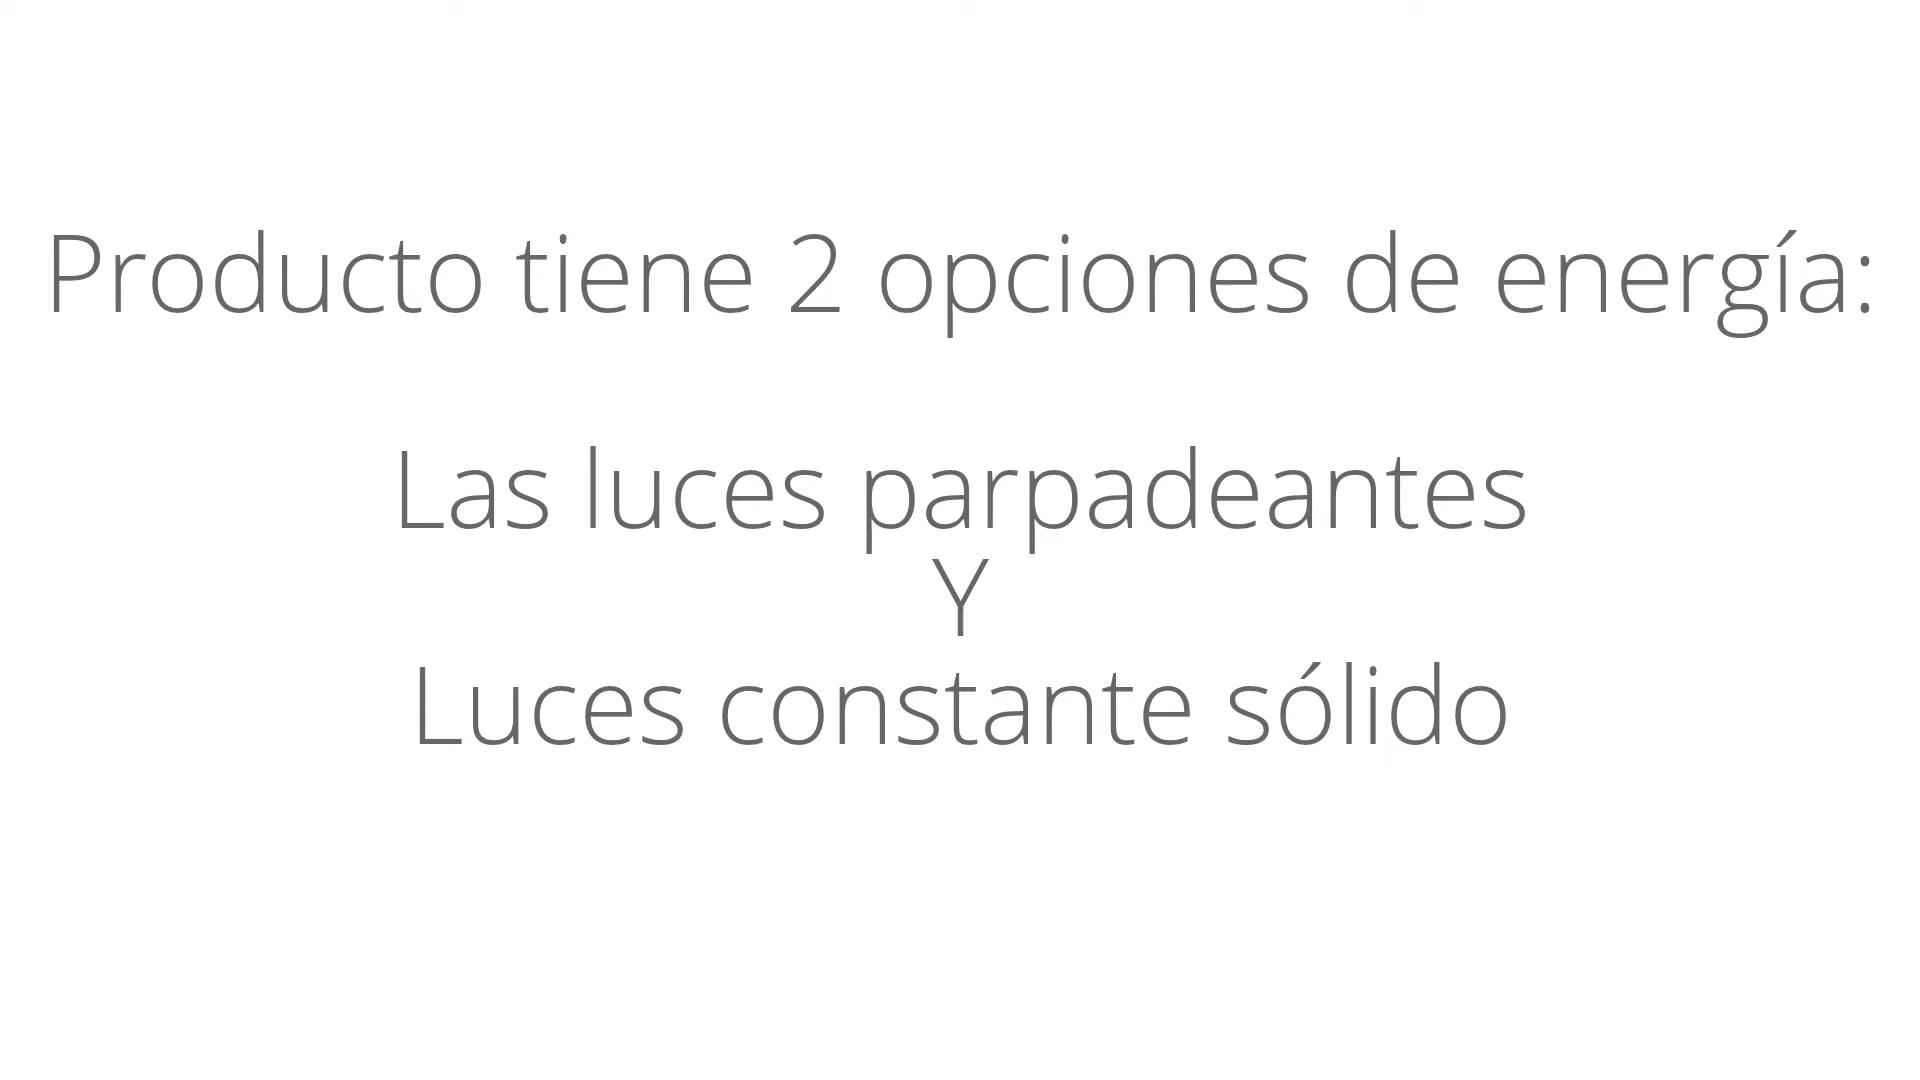 Producto tiene 2 opciones de energía:
Las luces parpadeantes
Y
Luces constante sólido